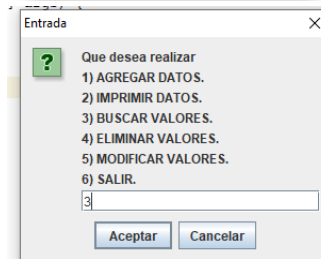 Entrada
Que desea realizar
1) AGREGAR DATOS.
2) IMPRIMIR DATOS.
3) BUSCAR VALORES.
4) ELIMINAR VALORES.
5) MODIFICAR VALORES.
6) SALIR.
3
Aceptar Cancelar